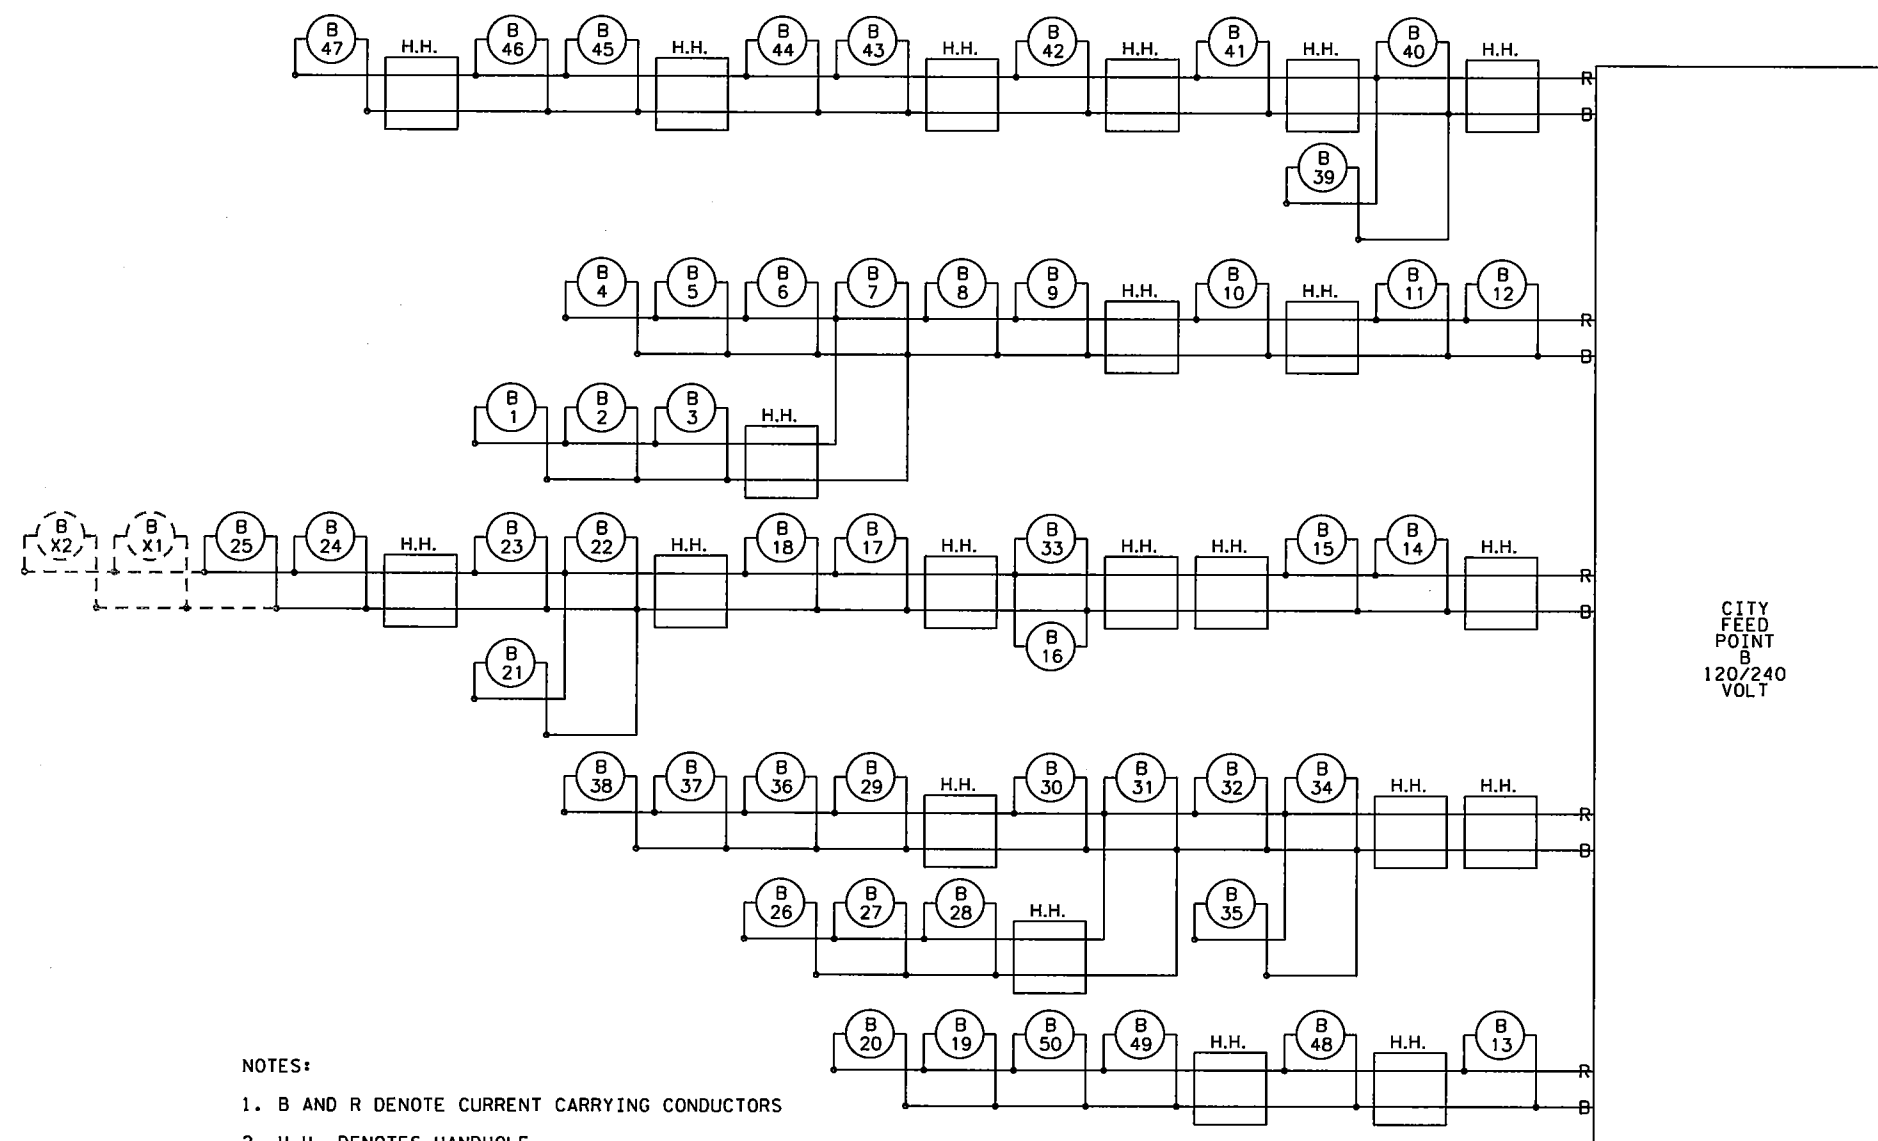 B 47
H.H.
B 46
B 45
H.H.
B 44
B 43
H.H.
B 42
H.H.
B 41
H.H.
B 40
H.H.
R
B
B 39
B 4
B 5
B 6
B 7
B 8
B 9
H.H.
B 10
H.H.
B 11
B 12
R
B
B 1
B 2
B 3
H.H.
B X2
B X1
B 25
B 24
H.H.
B 23
B 22
H.H.
B 18
B 17
H.H.
B 33
H.H.
H.H.
B 15
B 14
H.H.
R
B
B 16
B 21
CITY
FEED
POINT
B
120/240
VOLT
B 38
B 37
B 36
B 29
H.H.
B 30
B 31
B 32
B 34
H.H.
H.H.
R
B
B 26
B 27
B 28
H.H.
B 35
B 20
B 19
B 50
B 49
H.H.
B 48
H.H.
B 13
R
B
NOTES:
1. B AND R DENOTE CURRENT CARRYING CONDUCTORS
2. H.H. DENOTES HANDHOLE